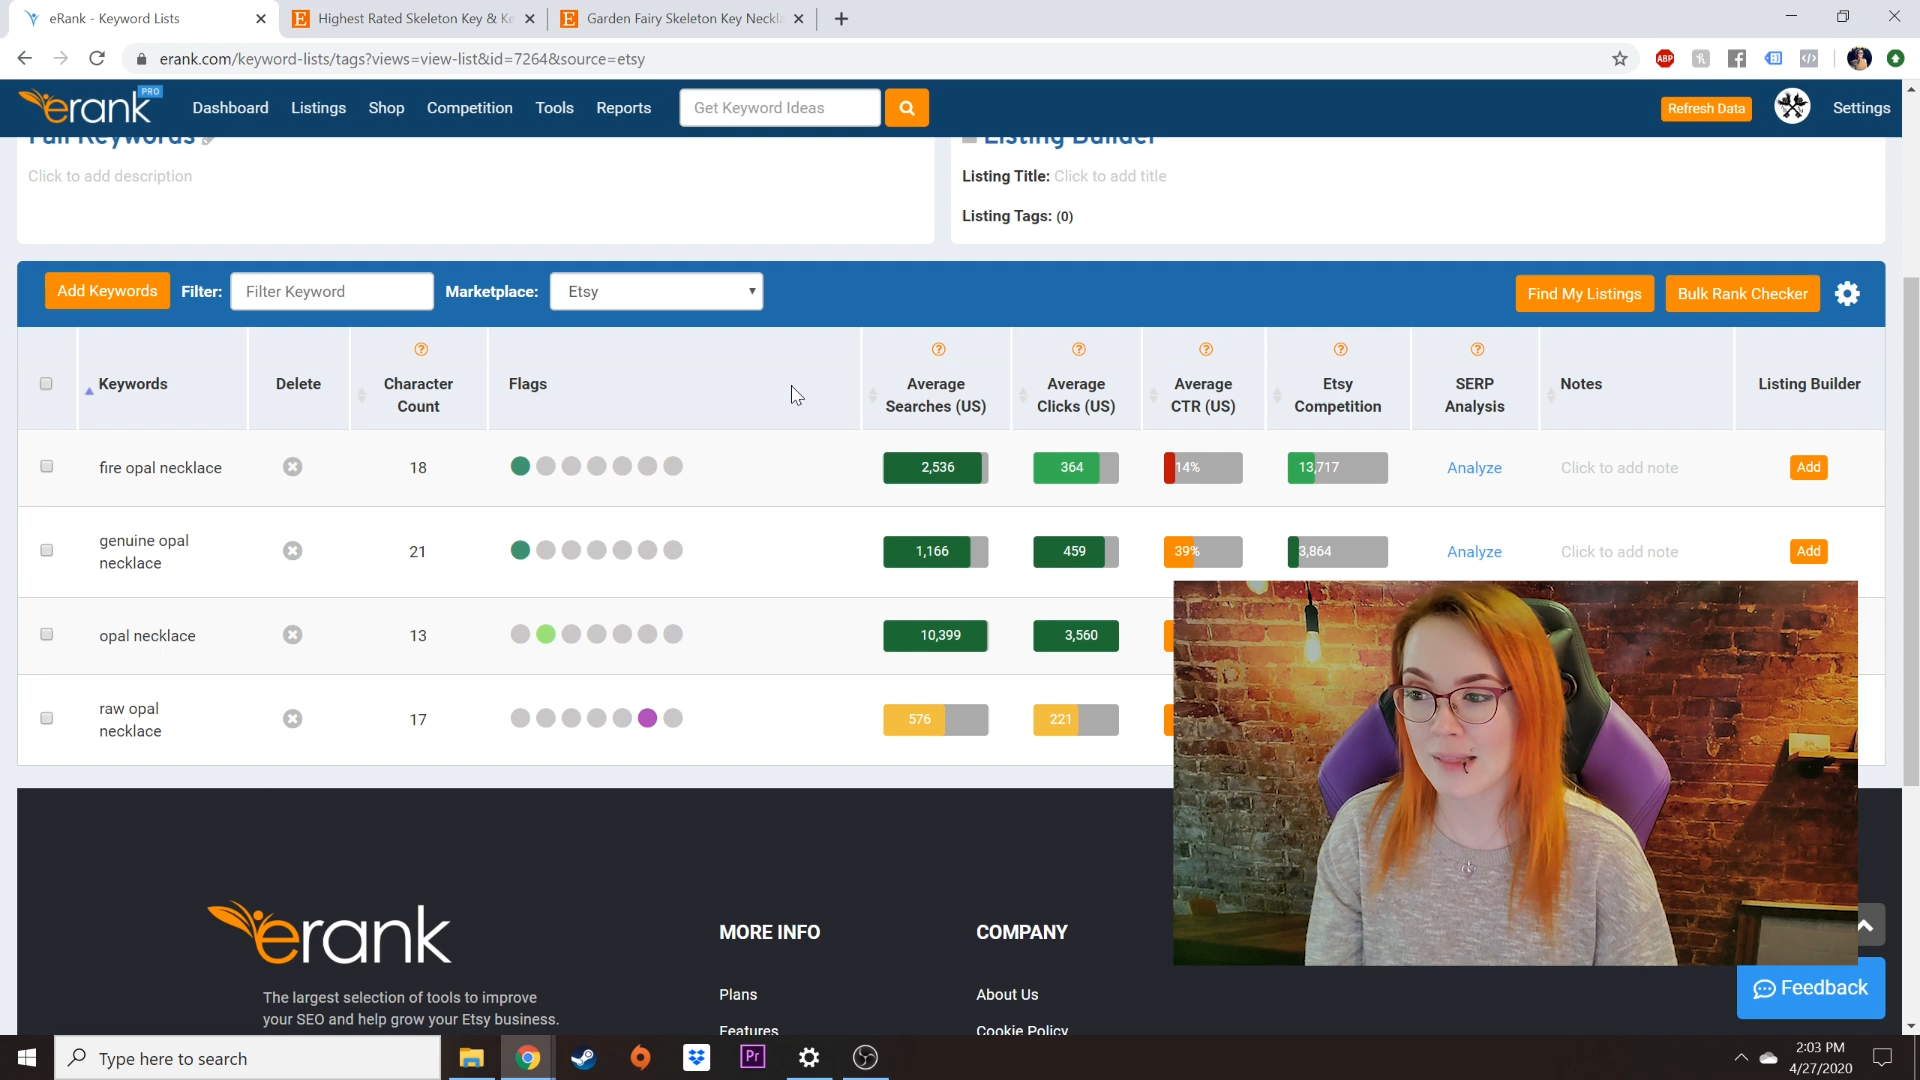 eRank - Keyword Lists
Highest Rated Skeleton Key & Ke
Garden Fairy Skeleton Key Neckla
erank.com/keyword-lists/tags?views=view-list&id=7264&source=etsy
ABP
erank PRO
Dashboard Listings Shop Competition Tools Reports
Get Keyword Ideas
Refresh Data
Settings
Fall Keywords
Click to add description
Listing Builder
Listing Title: Click to add title
Listing Tags: (0)
Add Keywords Filter: Filter Keyword Marketplace: Etsy
Find My Listings Bulk Rank Checker
Keywords Delete Character Count Flags Average Searches (US) Average Clicks (US) Average CTR (US) Etsy Competition SERP Analysis Notes Listing Builder
fire opal necklace 18 2,536 364 14% 13,717 Analyze Click to add note Add
genuine opal necklace 21 1,166 459 39% 3,864 Analyze Click to add note Add
opal necklace 13 10,399 3,560
raw opal necklace 17 576 221
erank
The largest selection of tools to improve
your SEO and help grow your Etsy business.
MORE INFO
Plans
Features
COMPANY
About Us
Cookie Policy
Feedback
Type here to search
Pr
2:03 PM
4/27/2020